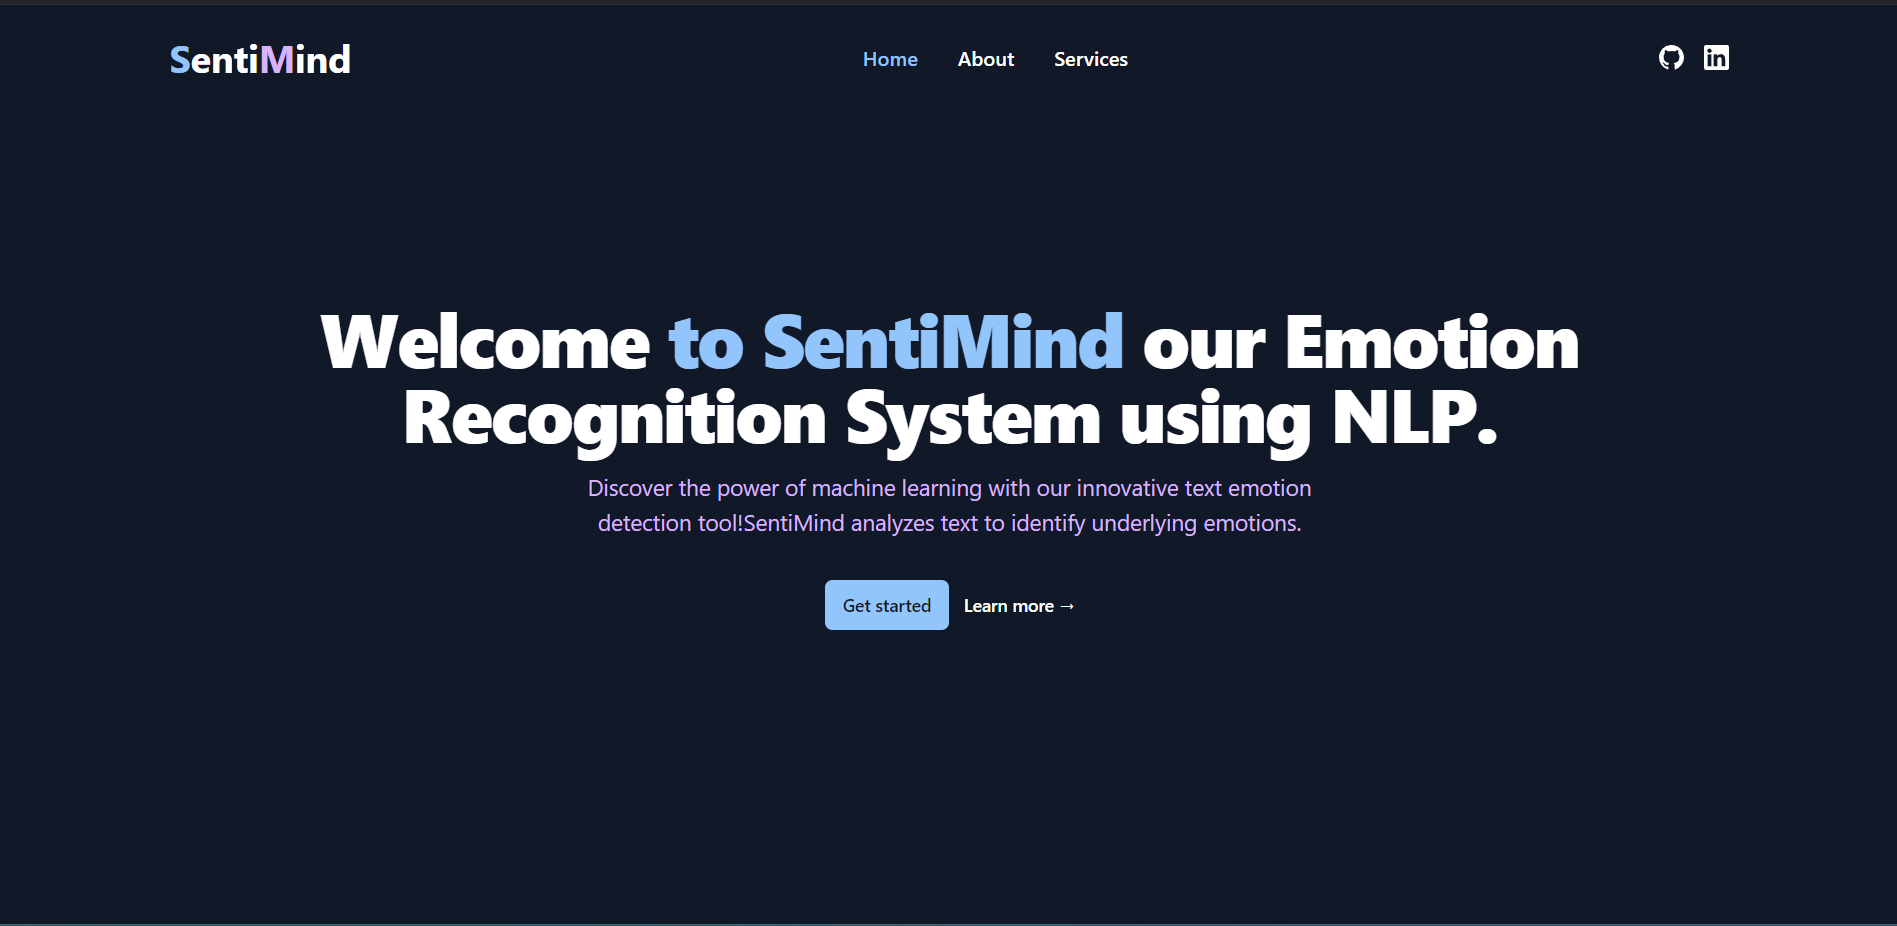 SentiMind
Home About Services
Welcome to SentiMind our Emotion
Recognition System using NLP.
Discover the power of machine learning with our innovative text emotion
detection tool!SentiMind analyzes text to identify underlying emotions.
Get started Learn more →